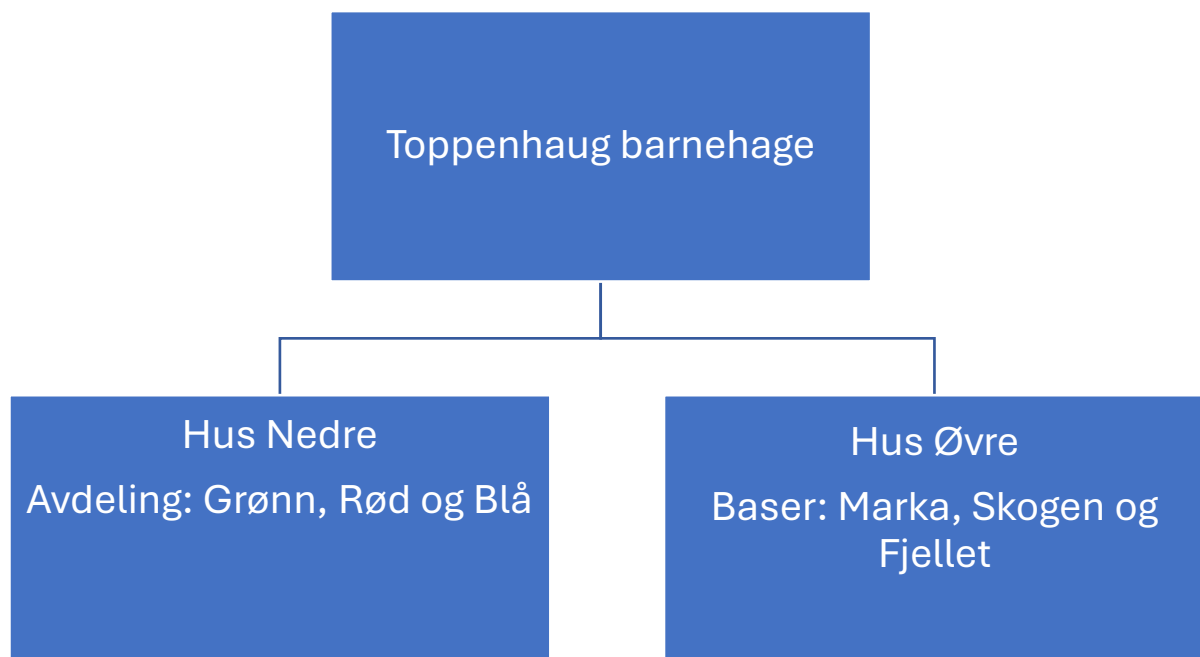 Toppenhaug barnehage
Hus Nedre
Avdeling: Grønn, Rød og Blå
Hus Øvre
Baser: Marka, Skogen og
Fjellet